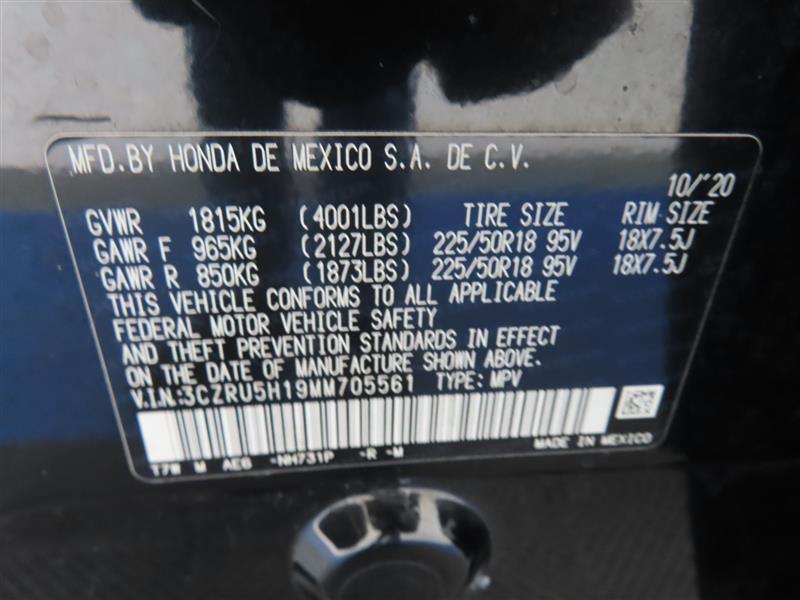 MFD.BY HONDA DE MEXICO S.A. DE C.V.
10/'20
GVWR 1815KG (4001LBS) TIRE SIZE RIM SIZE
GAWR F 965KG (2127LBS) 225/50R18 95V 18X7.5J
GAWR R 850KG (1873LBS) 225/50R18 95V 18X7.5J
THIS VEHICLE CONFORMS TO ALL APPLICABLE
FEDERAL MOTOR VEHICLE SAFETY
AND THEFT PREVENTION STANDARDS IN EFFECT
ON THE DATE OF MANUFACTURE SHOWN ABOVE.
V.I.N:3CZRU5H19MM705561 TYPE: MPV
MADE IN MEXICO
T7W M AE6 -NH731P -R -M